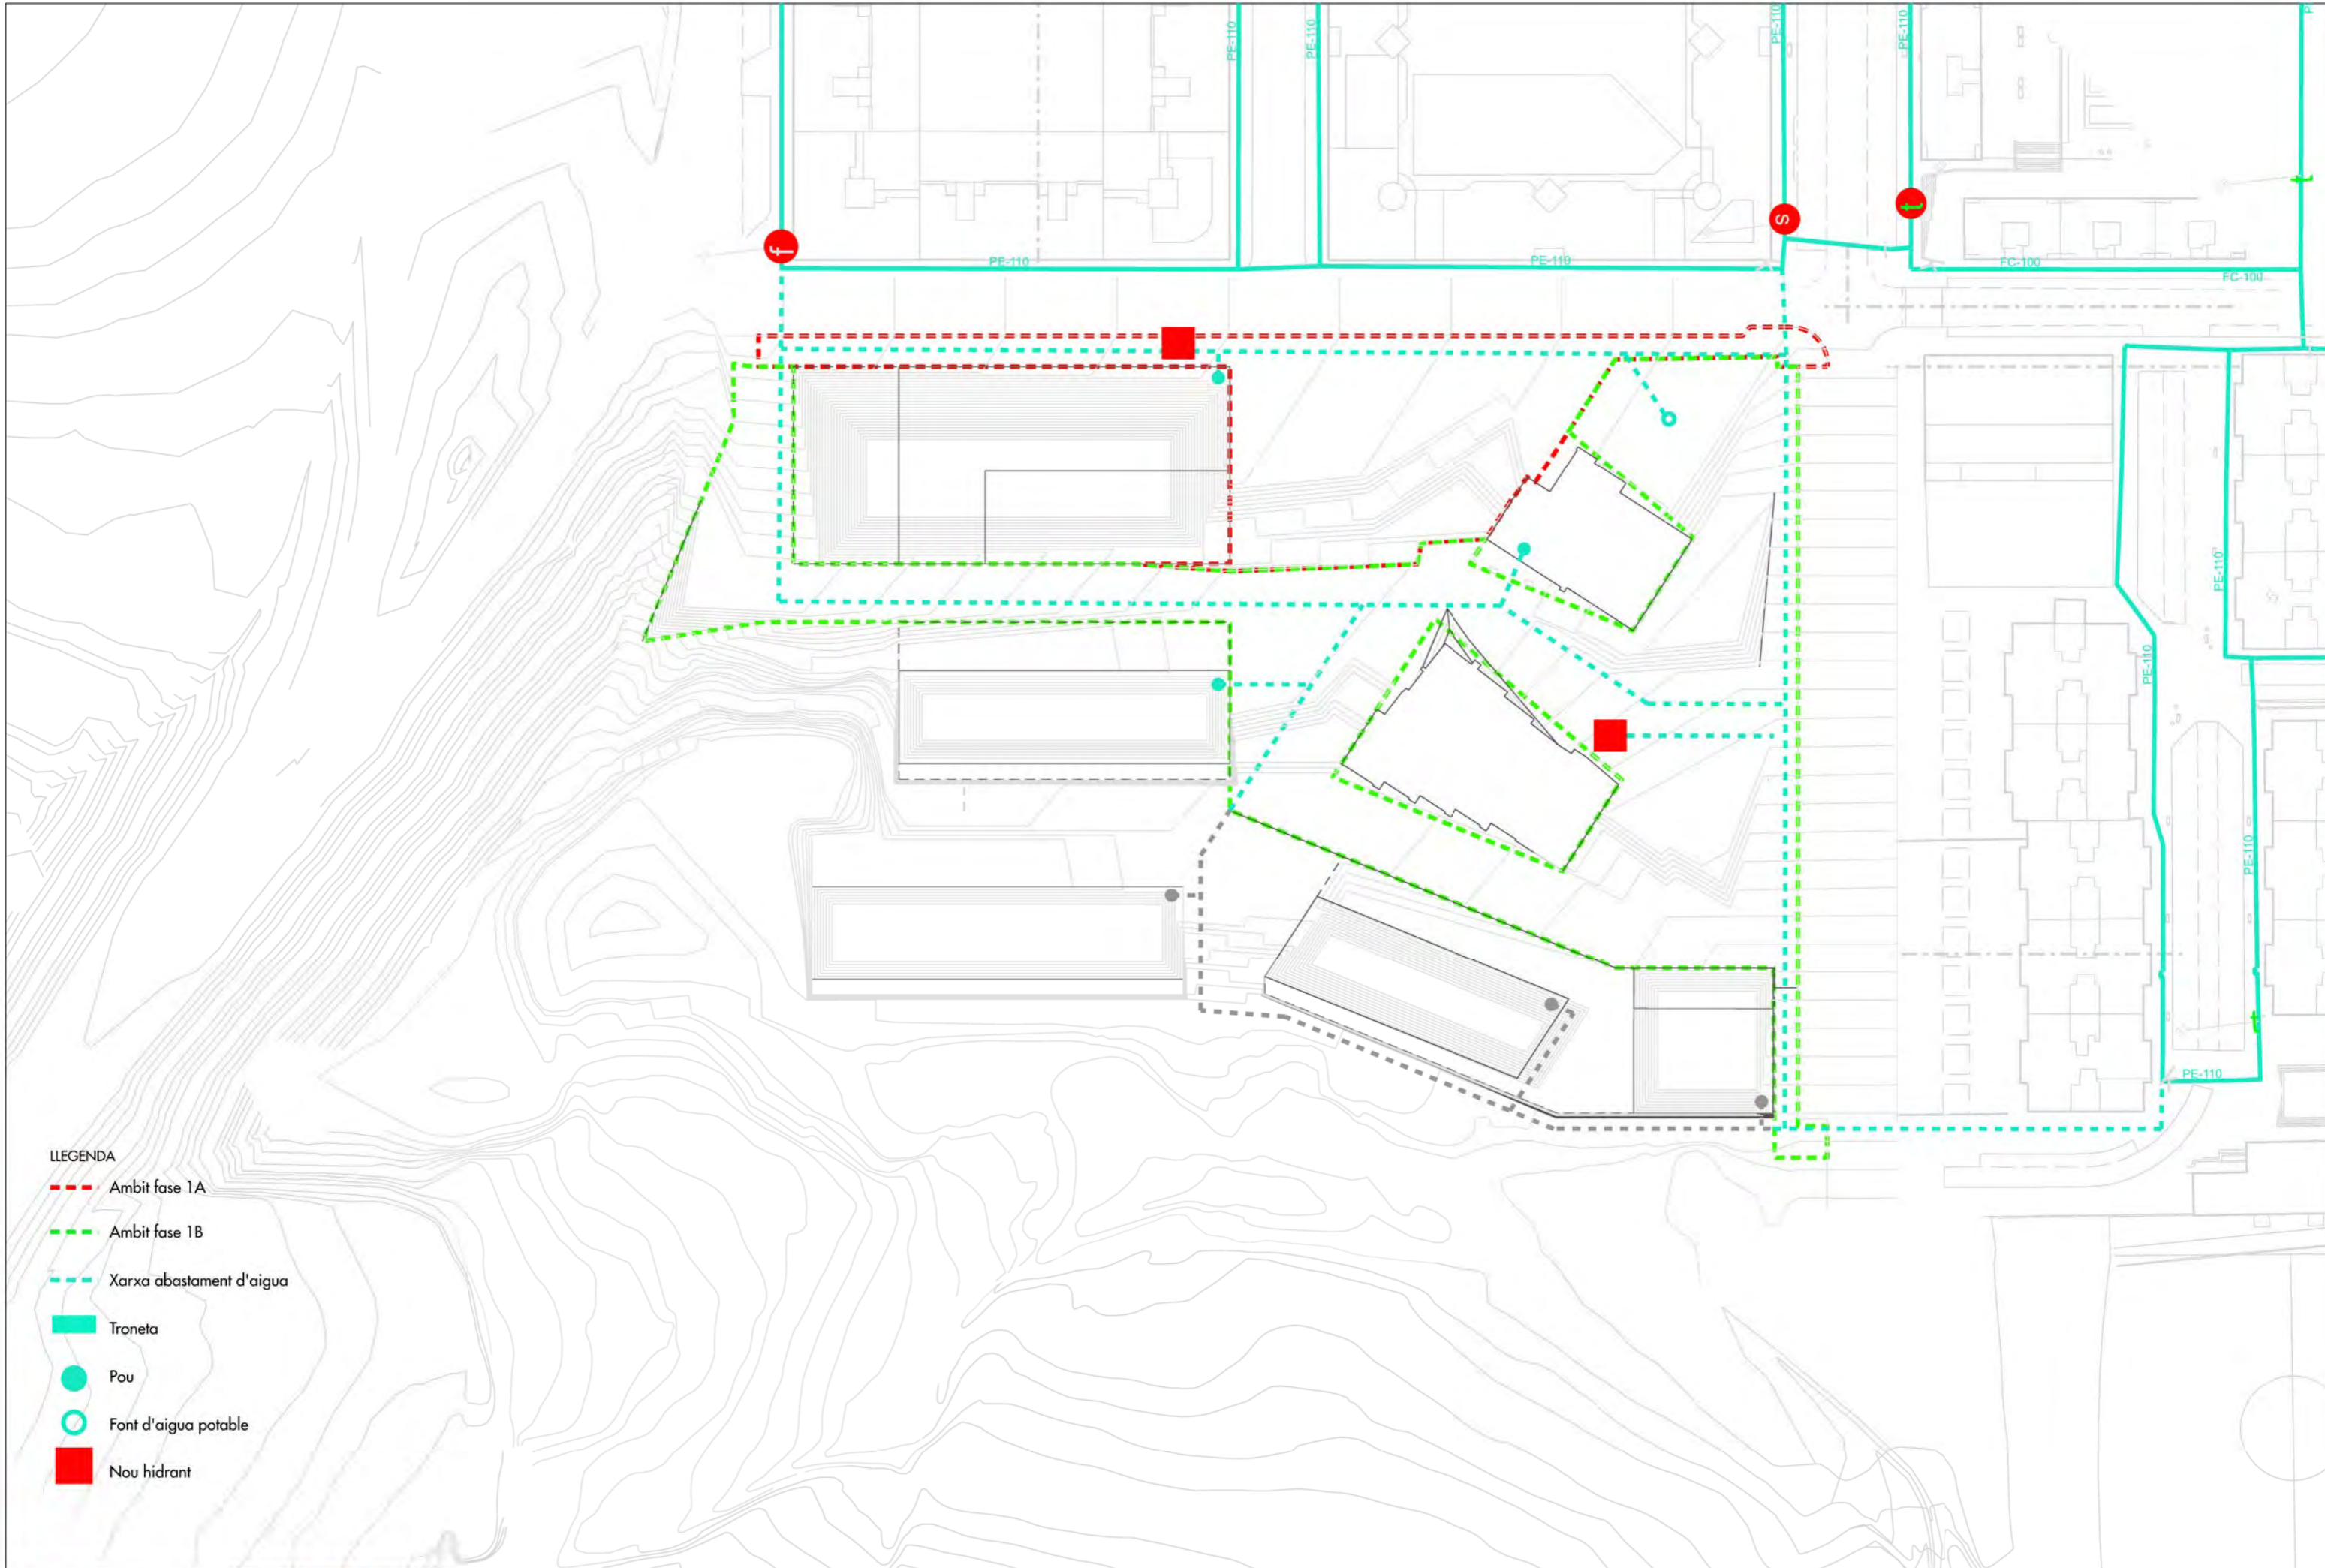 PE-110
PE-110
PE-110
PE-110
f
s
t
t
PE-110
PE-110
FC-100
FC-100
PE-110
PE-110
PE-110
t
PE-110
LLEGENDA
Ambit fase 1A
Ambit fase 1B
Xarxa abastament d'aigua
Troneta
Pou
Font d'aigua potable
Nou hidrant